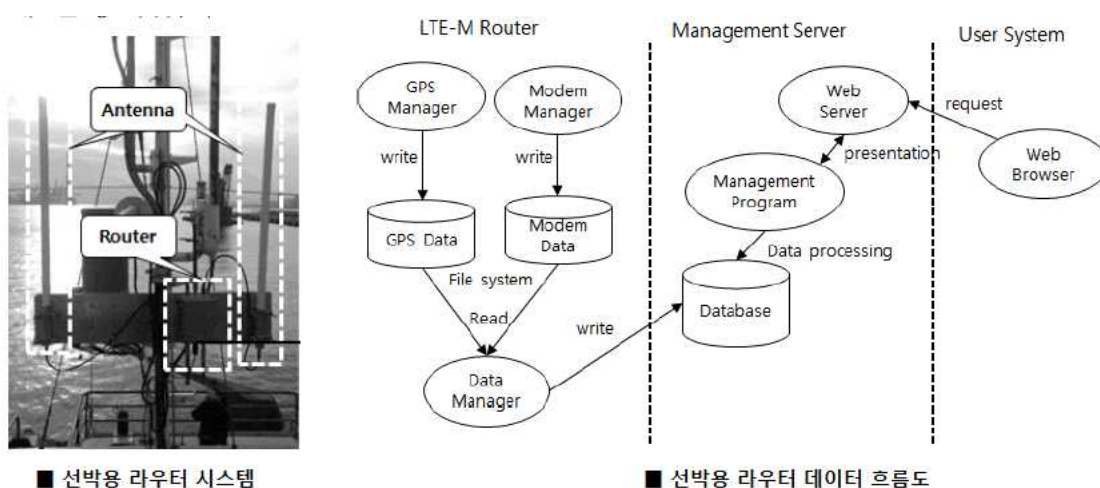 Antenna
Router
■ 선박용 라우터 시스템
LTE-M Router
Management Server
User System
GPS
Manager
Modem
Manager
write
write
GPS Data
Modem
Data
File system
Read
Data
Manager
write
Web
Server
request
presentation
Web
Browser
Management
Program
Data processing
Database
■ 선박용 라우터 데이터 흐름도